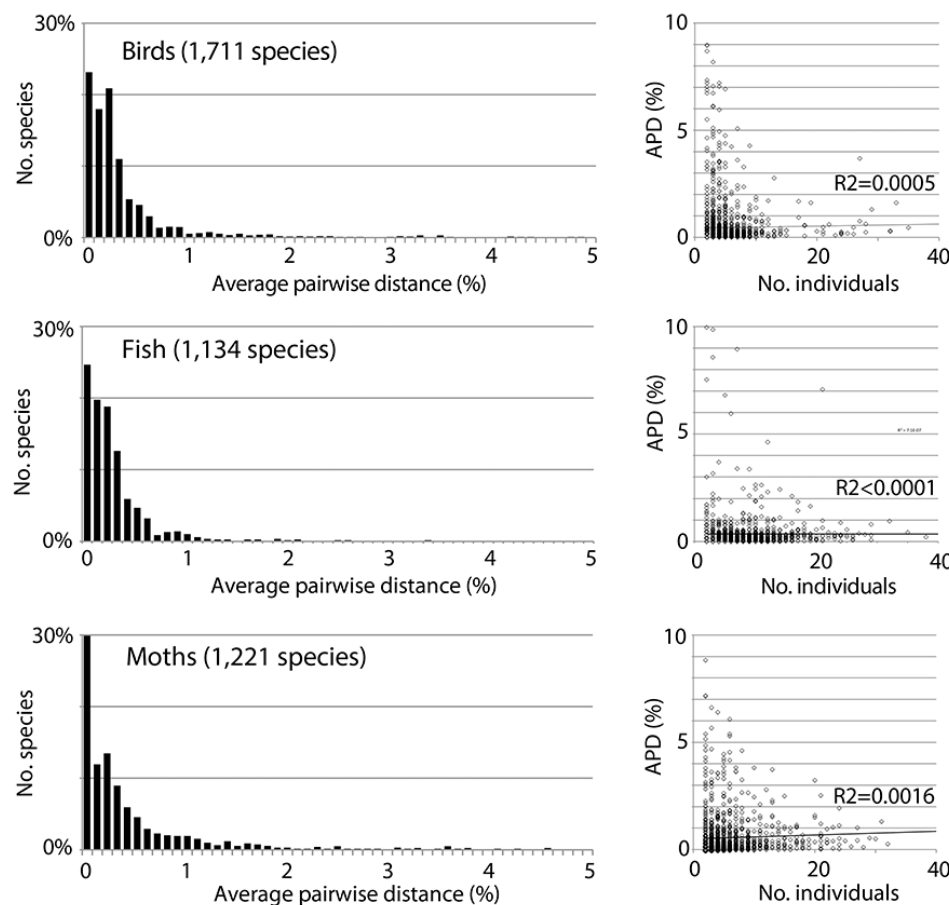 30%
Birds (1,711 species)
No. species
0%
0 1 2 3 4 5
Average pairwise distance (%)
10
APD (%)
5
R2=0.0005
0
0 20 40
No. individuals
30%
Fish (1,134 species)
No. species
0%
0 1 2 3 4 5
Average pairwise distance (%)
10
APD (%)
5
R2<0.0001
0
0 20 40
No. individuals
30%
Moths (1,221 species)
No. species
0%
0 1 2 3 4 5
Average pairwise distance (%)
10
APD (%)
5
R2=0.0016
0
0 20 40
No. individuals